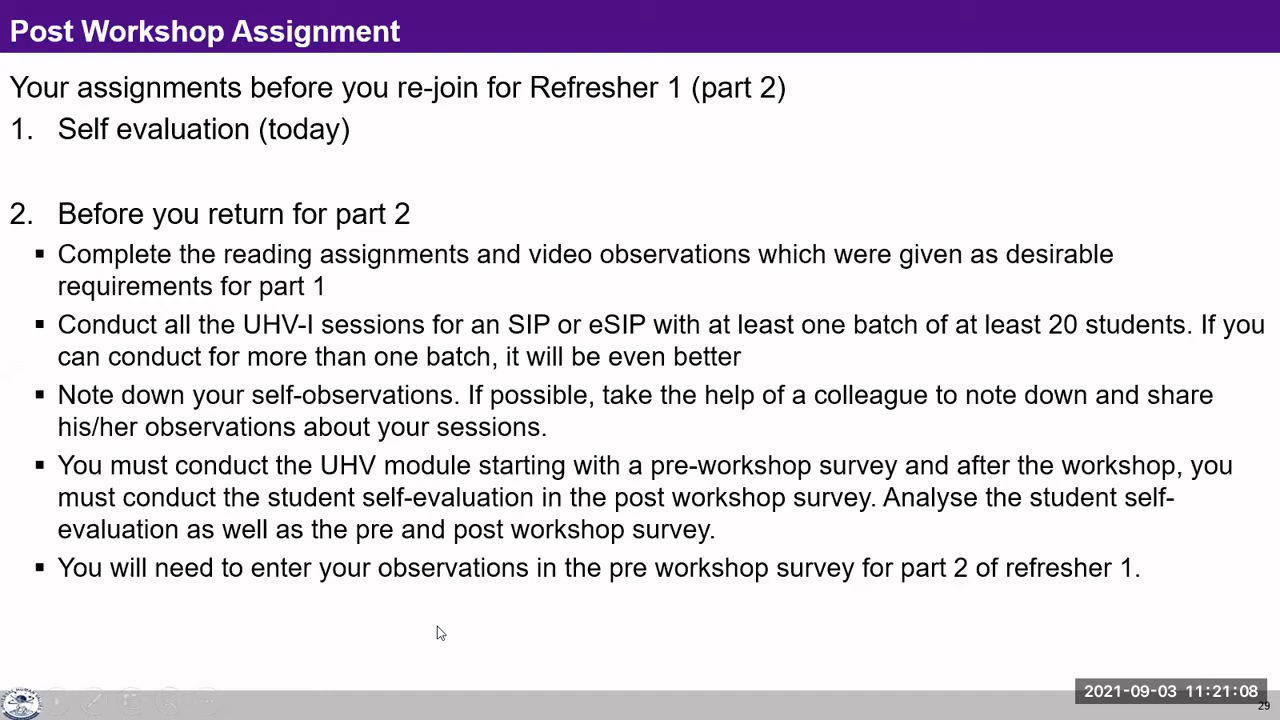 Post Workshop Assignment
Your assignments before you re-join for Refresher 1 (part 2)
1. Self evaluation (today)
2. Before you return for part 2
▪ Complete the reading assignments and video observations which were given as desirable
requirements for part 1
▪ Conduct all the UHV-I sessions for an SIP or eSIP with at least one batch of at least 20 students. If you
can conduct for more than one batch, it will be even better
▪ Note down your self-observations. If possible, take the help of a colleague to note down and share
his/her observations about your sessions.
▪ You must conduct the UHV module starting with a pre-workshop survey and after the workshop, you
must conduct the student self-evaluation in the post workshop survey. Analyse the student self-
evaluation as well as the pre and post workshop survey.
▪ You will need to enter your observations in the pre workshop survey for part 2 of refresher 1.
2021-09-03 11:21:08
29